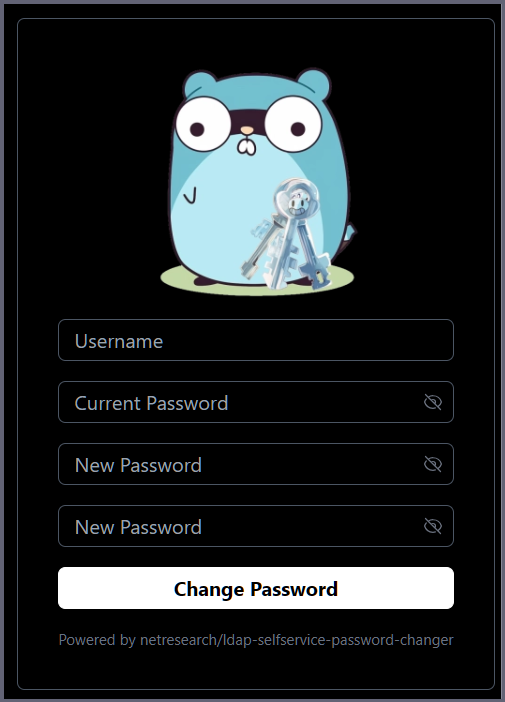 Username
Current Password
New Password
New Password
Change Password
Powered by netresearch/ldap-selfservice-password-changer